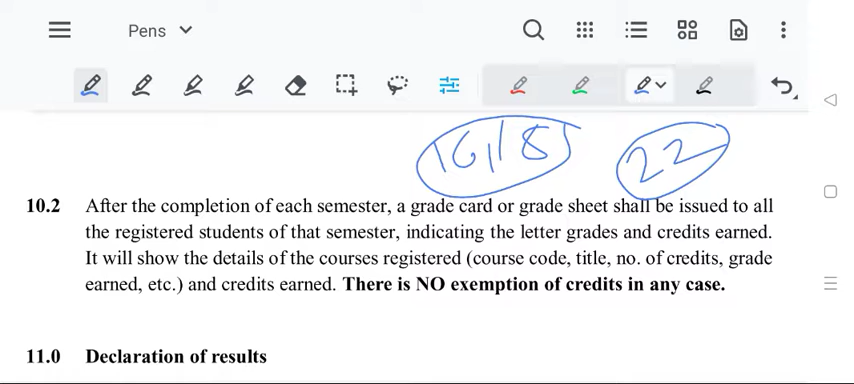 Pens
16,18
22
10.2 After the completion of each semester, a grade card or grade sheet shall be issued to all
the registered students of that semester, indicating the letter grades and credits earned.
It will show the details of the courses registered (course code, title, no. of credits, grade
earned, etc.) and credits earned. There is NO exemption of credits in any case.
11.0 Declaration of results